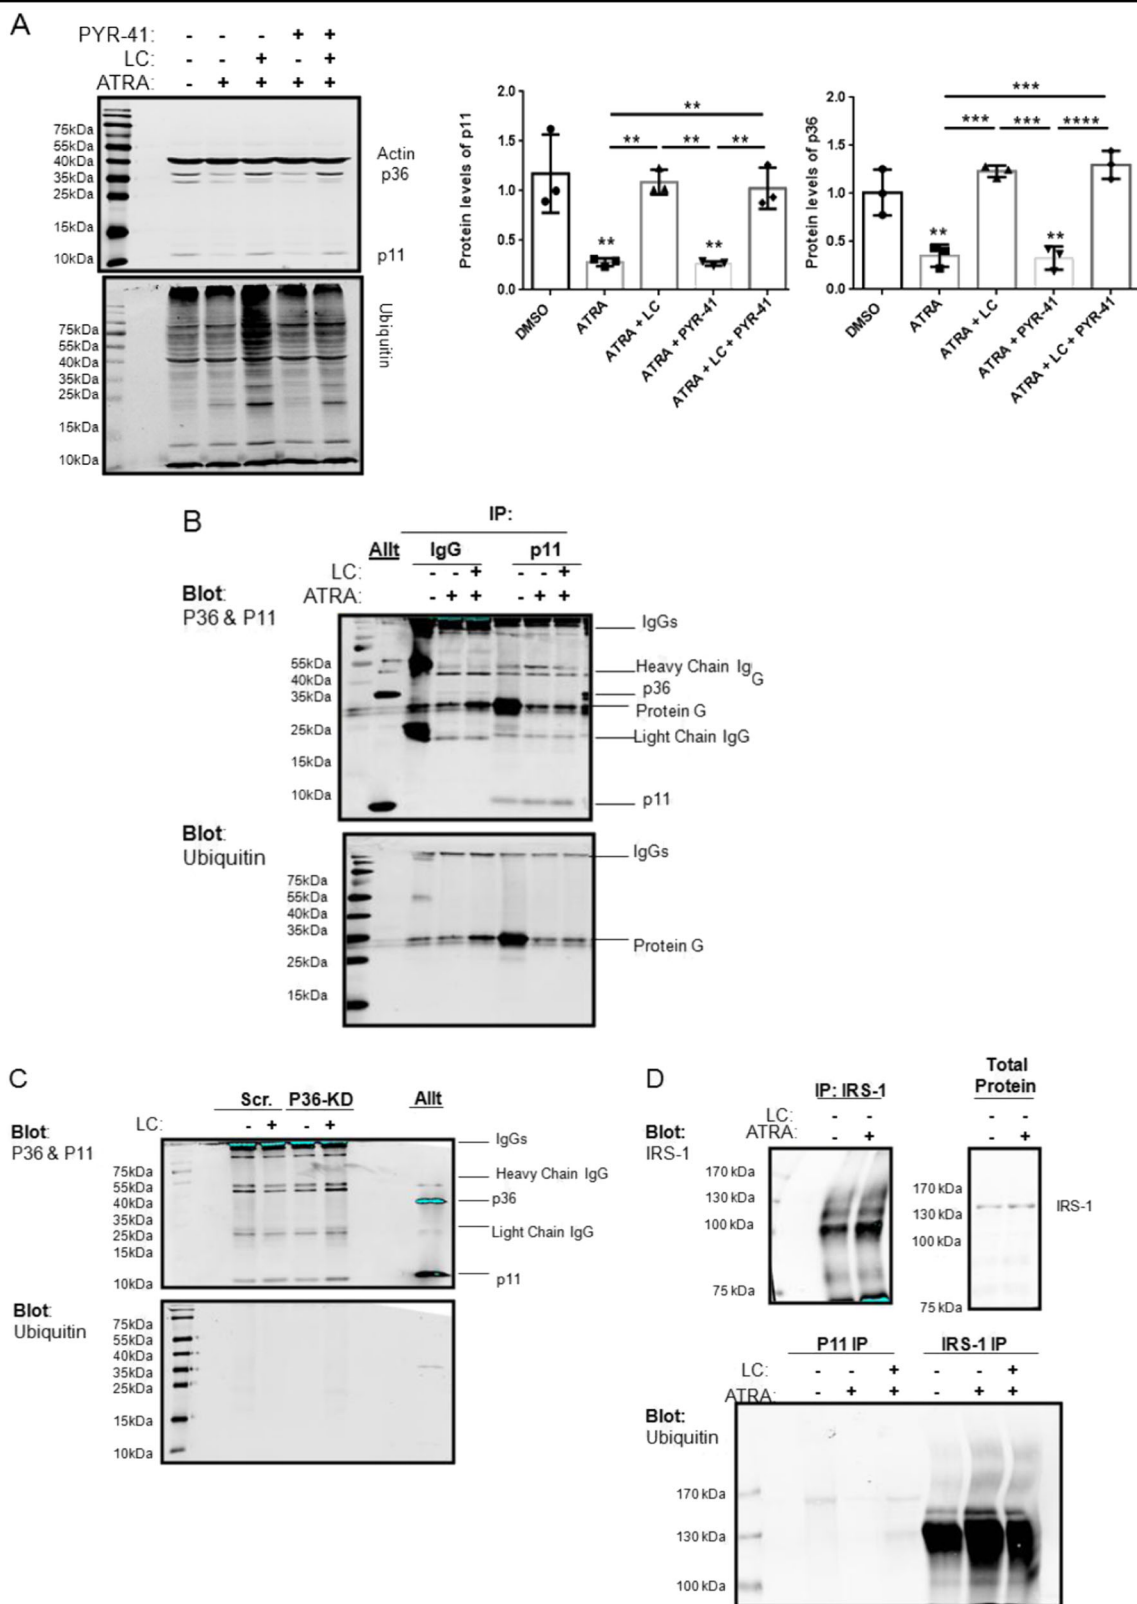 A
PYR-41: - - - + +
LC: - - + - +
ATRA: - + + + +
75kDa
55kDa
40kDa
35kDa
25kDa
15kDa
10kDa
Actin
p36
p11
75kDa
55kDa
40kDa
35kDa
25kDa
15kDa
10kDa
Ubiquitin
Protein levels of p11
2.0
1.5
1.0
0.5
0.0
**
** ** **
** **
DMSO
ATRA
ATRA + LC
ATRA + PYR-41
ATRA + LC + PYR-41
Protein levels of p36
2.0
1.5
1.0
0.5
0.0
***
*** *** ****
** **
DMSO
ATRA
ATRA + LC
ATRA + PYR-41
ATRA + LC + PYR-41
B
IP:
Allt IgG p11
LC: - - + - - +
ATRA: - + + - + +
Blot:
P36 & P11
55kDa
40kDa
35kDa
25kDa
15kDa
10kDa
IgGs
Heavy Chain IgG
p36
Protein G
Light Chain IgG
p11
Blot:
Ubiquitin
75kDa
55kDa
40kDa
35kDa
25kDa
15kDa
IgGs
Protein G
C
Scr. P36-KD Allt
LC: - + - +
Blot:
P36 & P11
75kDa
55kDa
40kDa
35kDa
25kDa
15kDa
10kDa
IgGs
Heavy Chain IgG
p36
Light Chain IgG
p11
Blot:
Ubiquitin
75kDa
55kDa
40kDa
35kDa
25kDa
15kDa
10kDa
D
IP: IRS-1
LC: - -
ATRA: - +
Blot:
IRS-1
170 kDa
130 kDa
100 kDa
75 kDa
Total
Protein
- -
- +
170 kDa
130 kDa
100 kDa
75 kDa
IRS-1
P11 IP IRS-1 IP
LC: - - + - - +
ATRA: - + + - + +
Blot:
Ubiquitin
170 kDa
130 kDa
100 kDa